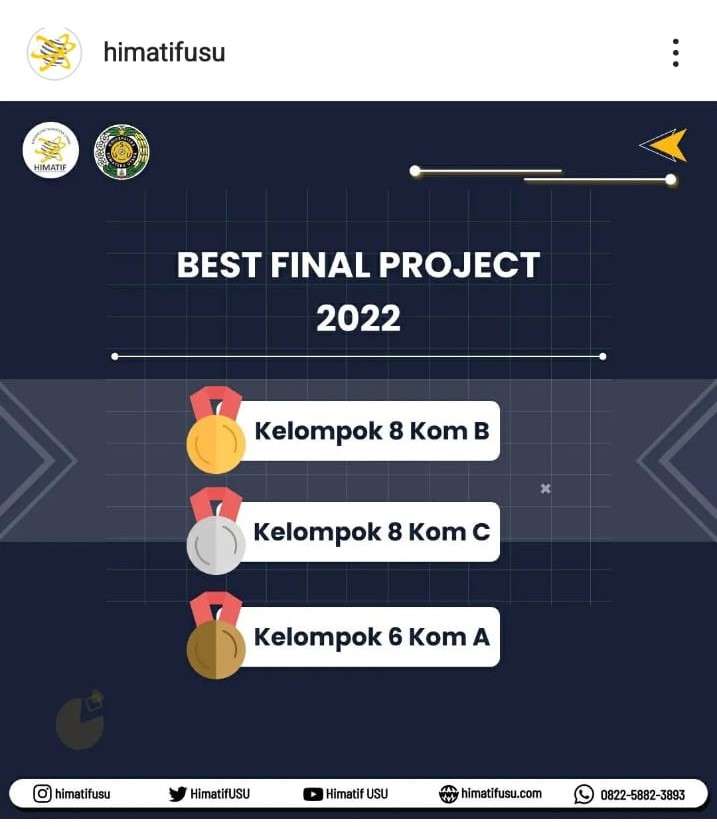 himatifusu
HIMATIF
BEST FINAL PROJECT
2022
Kelompok 8 Kom B
Kelompok 8 Kom C
Kelompok 6 Kom A
himatifusu
HimatifUSU
Himatif USU
himatifusu.com
0822-5882-3893